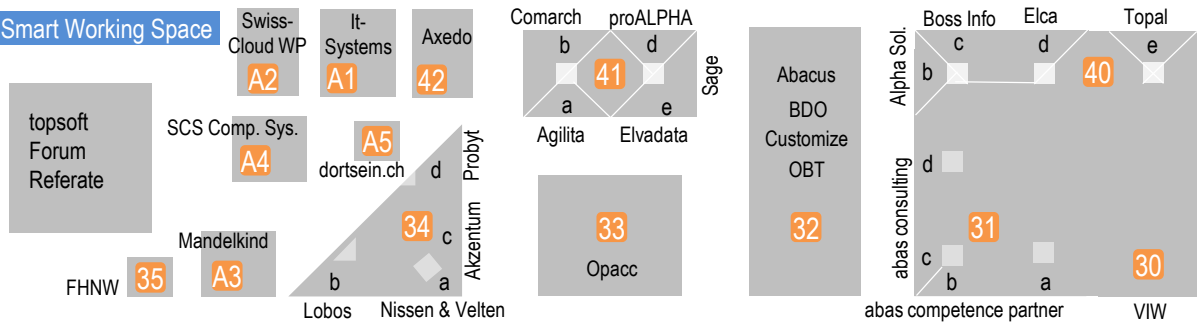 Smart Working Space
Swiss-
Cloud WP
A2
It-
Systems
A1
Axedo
42
topsoft
Forum
Referate
SCS Comp. Sys.
A4
A5
dortsein.ch
Mandelkind
A3
FHNW
35
34
d
c
b
a
Probyt
Akzentum
Lobos
Nissen & Velten
Comarch
proALPHA
b
d
41
a
e
Sage
Agilita
Elvadata
33
Opacc
Abacus
BDO
Customize
OBT
32
Boss Info
Elca
Topal
Alpha Sol.
c
d
e
b
40
abas consulting
d
31
c
b
a
30
abas competence partner
VIW